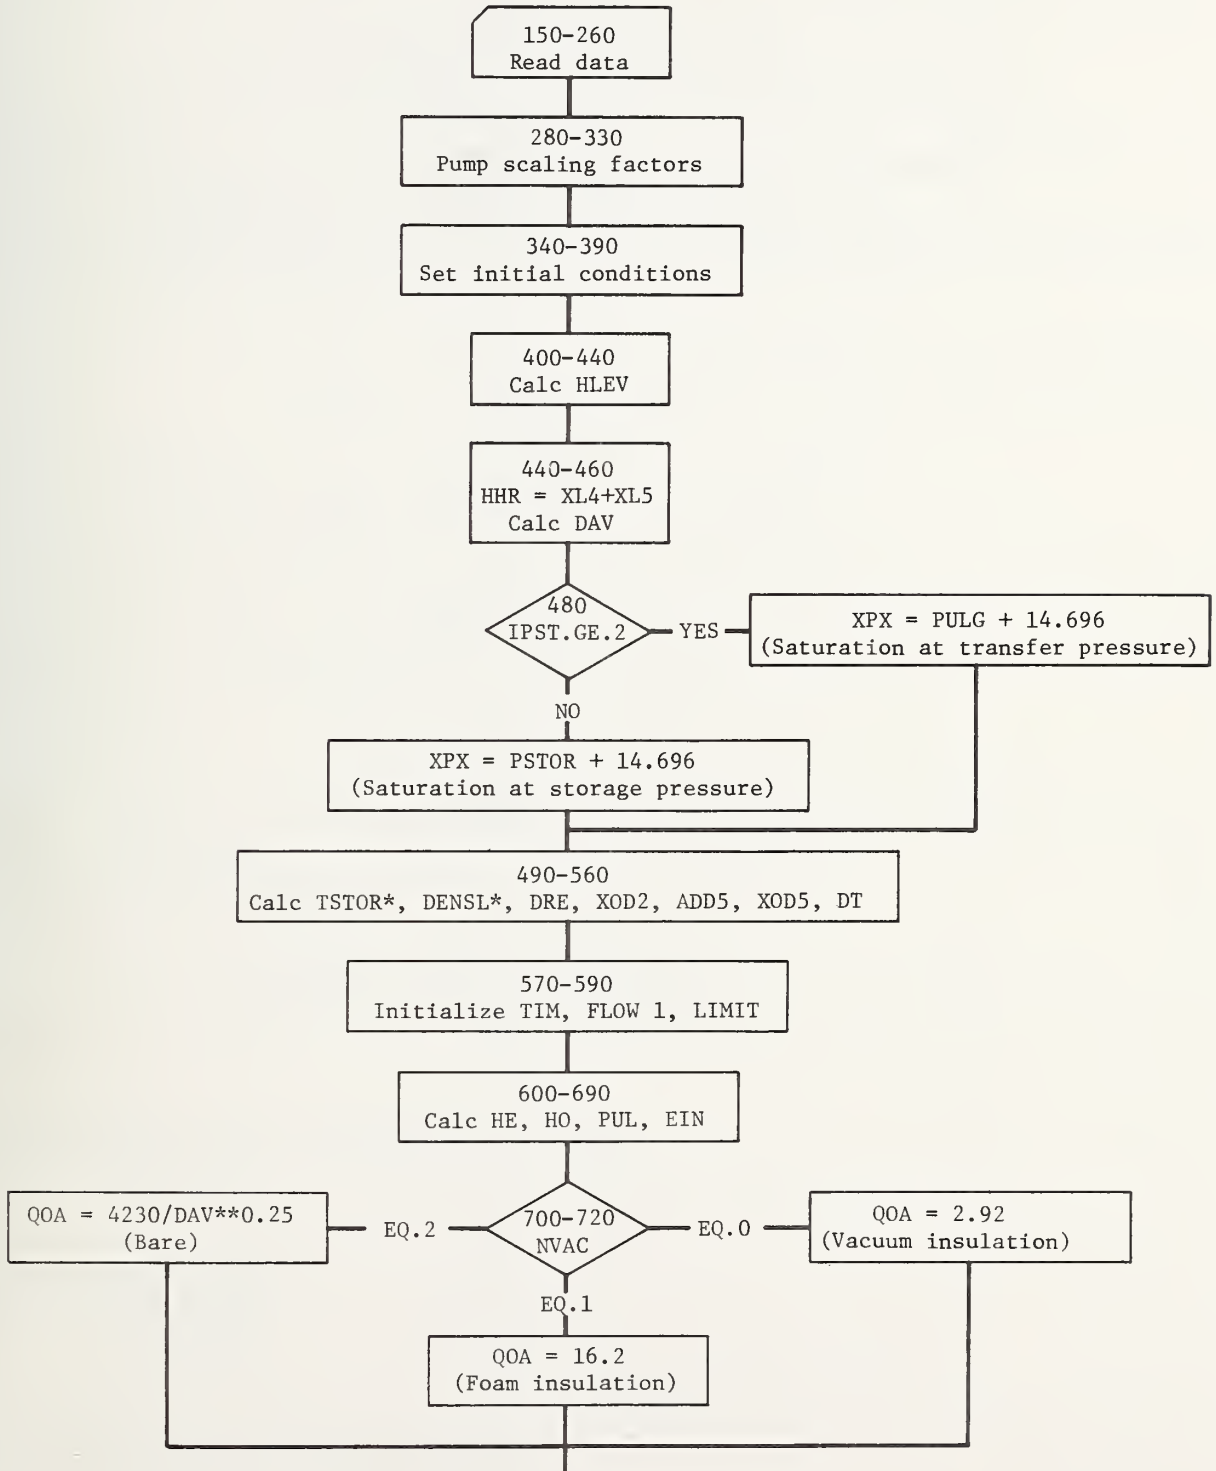 150-260
Read data
280-330
Pump scaling factors
340-390
Set initial conditions
400-440
Calc HLEV
440-460
HHR = XL4+XL5
Calc DAV
480
IPST.GE.2
YES
XPX = PULG + 14.696
(Saturation at transfer pressure)
NO
XPX = PSTOR + 14.696
(Saturation at storage pressure)
490-560
Calc TSTOR*, DENSL*, DRE, XOD2, ADD5, XOD5, DT
570-590
Initialize TIM, FLOW 1, LIMIT
600-690
Calc HE, HO, PUL, EIN
QOA = 4230/DAV**0.25
(Bare)
EQ.2
700-720
NVAC
EQ.0
QOA = 2.92
(Vacuum insulation)
EQ.1
QOA = 16.2
(Foam insulation)